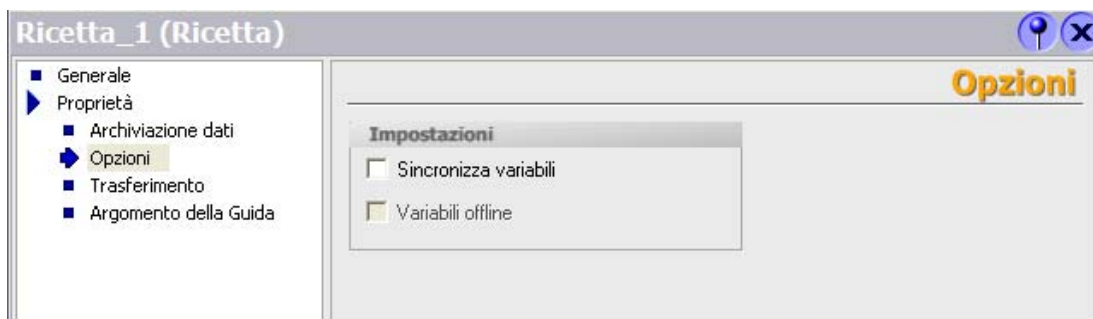 Ricetta_1 (Ricetta)
Generale
Proprietà
Archiviazione dati
Opzioni
Trasferimento
Argomento della Guida
Opzioni
Impostazioni
Sincronizza variabili
Variabili offline